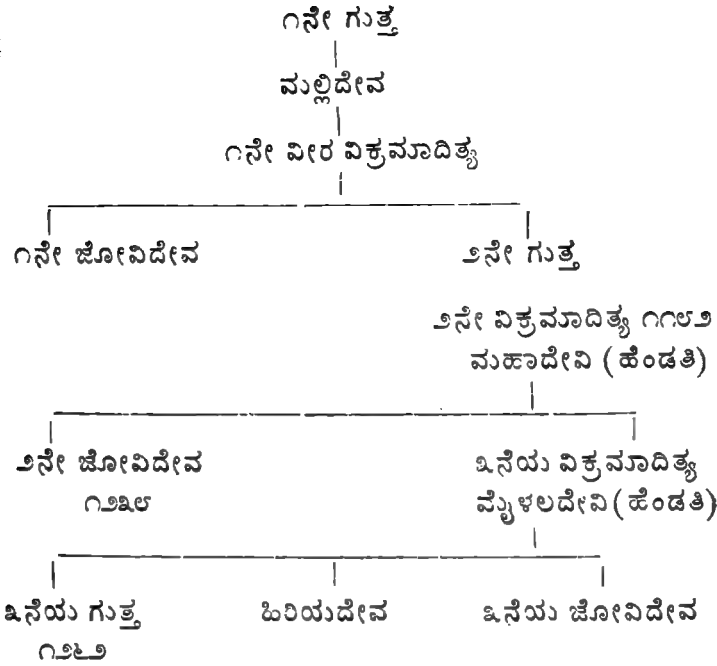 ೧ನೇ ಗುತ್ತ
ಮಲ್ಲಿದೇವ
೧ನೇ ವೀರ ವಿಕ್ರಮಾದಿತ್ಯ
೧ನೇ ಜೋವಿದೇವ ೨ನೇ ಗುತ್ತ
೨ನೇ ವಿಕ್ರಮಾದಿತ್ಯ ೧೧೮೨
ಮಹಾದೇವಿ (ಹೆಂಡತಿ)
೨ನೇ ಜೋವಿದೇವ ೩ನೆಯ ವಿಕ್ರಮಾದಿತ್ಯ
೧೨೩೮ ಮೈಳಲದೇವಿ (ಹೆಂಡತಿ)
೩ನೆಯ ಗುತ್ತ ಹಿರಿಯದೇವ ೩ನೆಯ ಜೋವಿದೇವ
೧೨೬೨